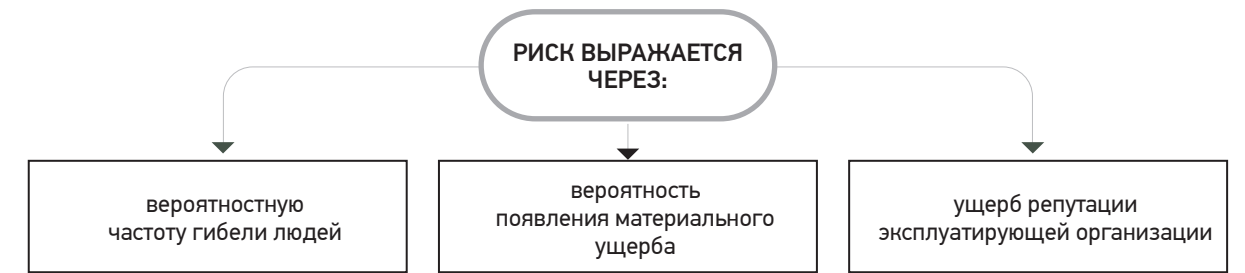 РИСК ВЫРАЖАЕТСЯ
ЧЕРЕЗ:
вероятностную
частоту гибели людей
вероятность
появления материального
ущерба
ущерб репутации
эксплуатирующей организации